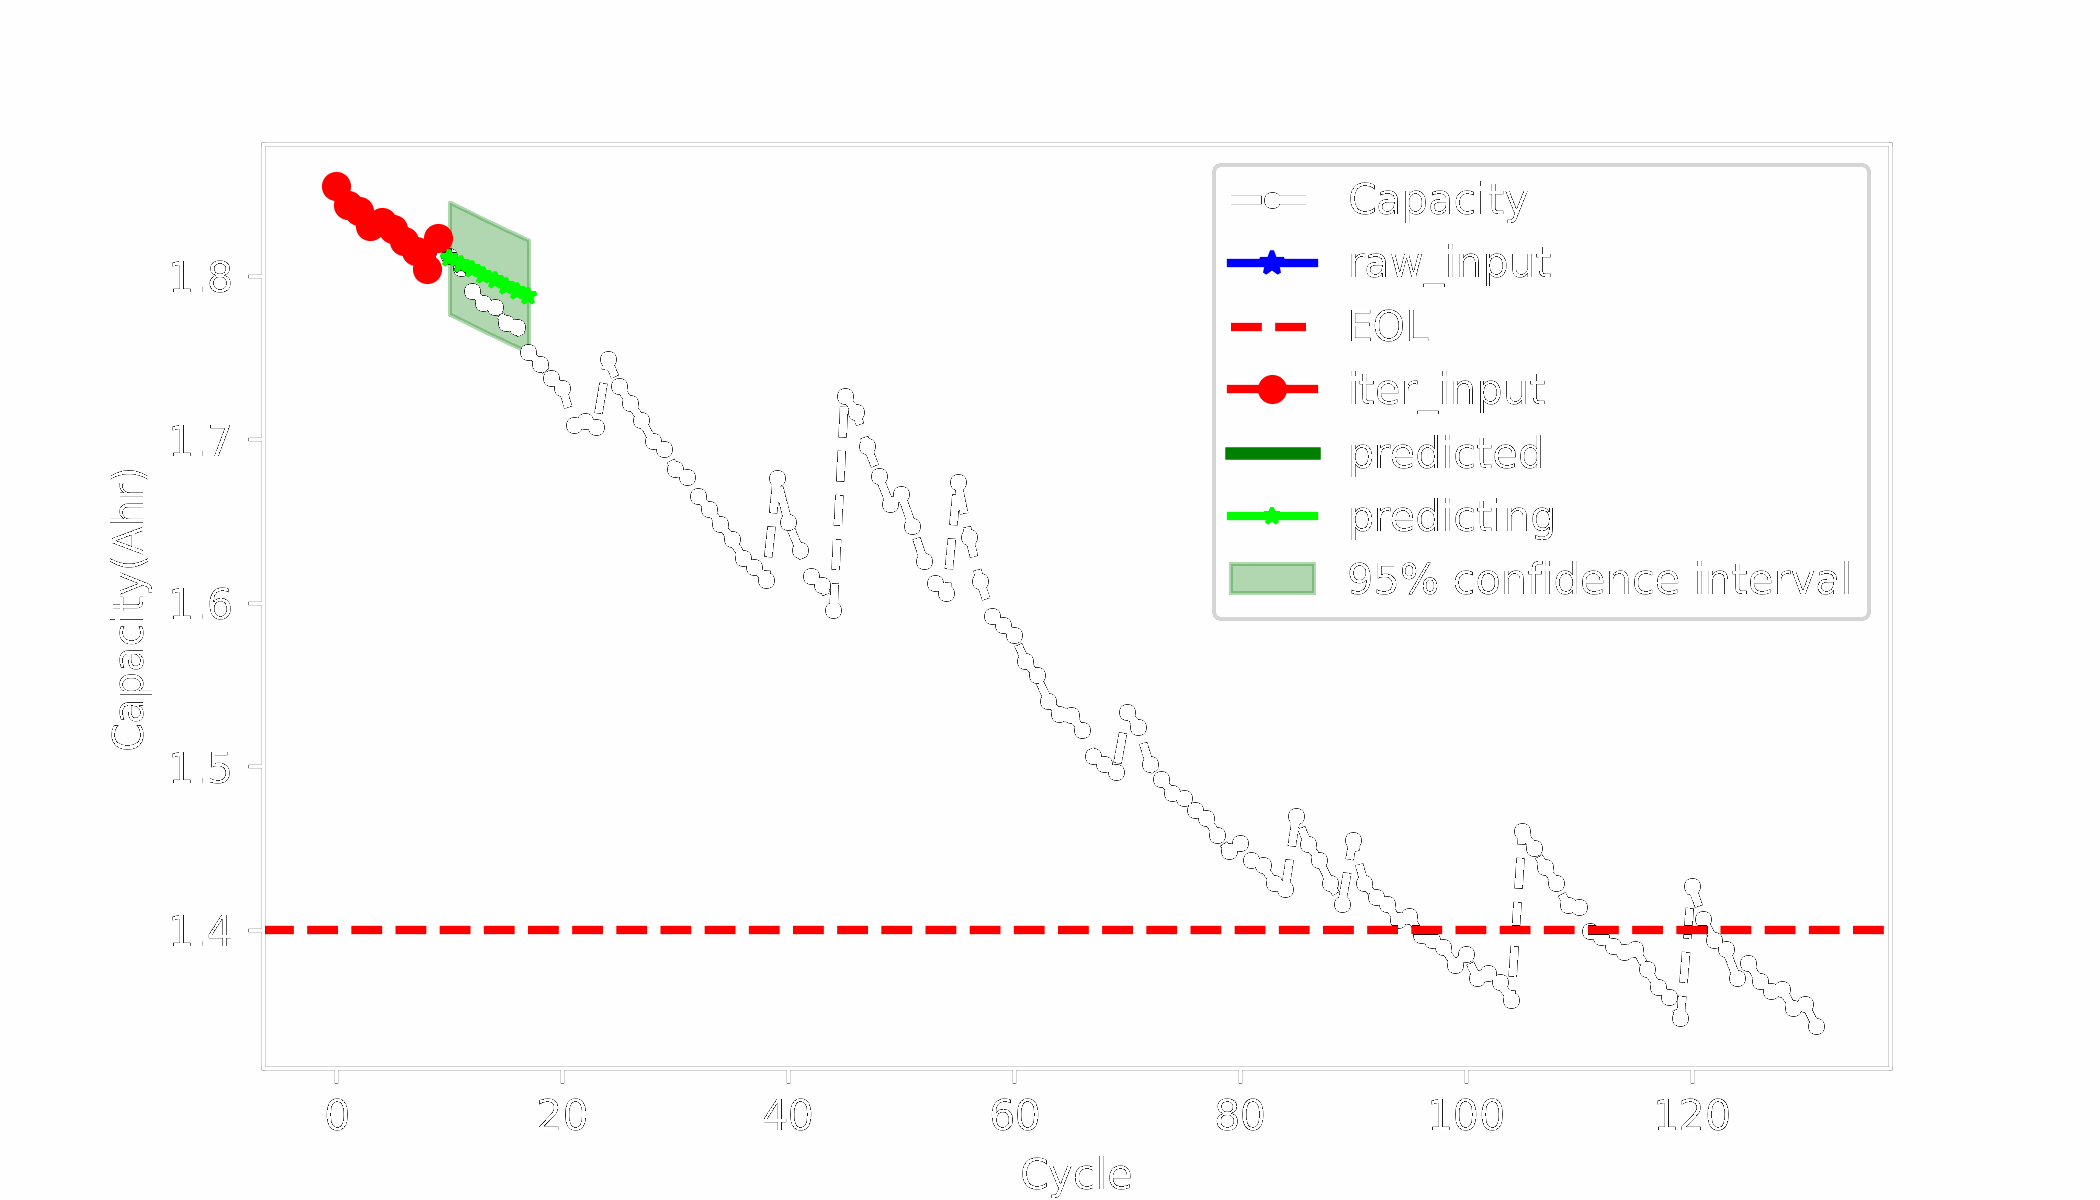 Capacity
raw_input
EOL
iter_input
predicted
predicting
95% confidence interval
1.8
1.7
1.6
1.5
1.4
Capacity(Ahr)
0 20 40 60 80 100 120
Cycle